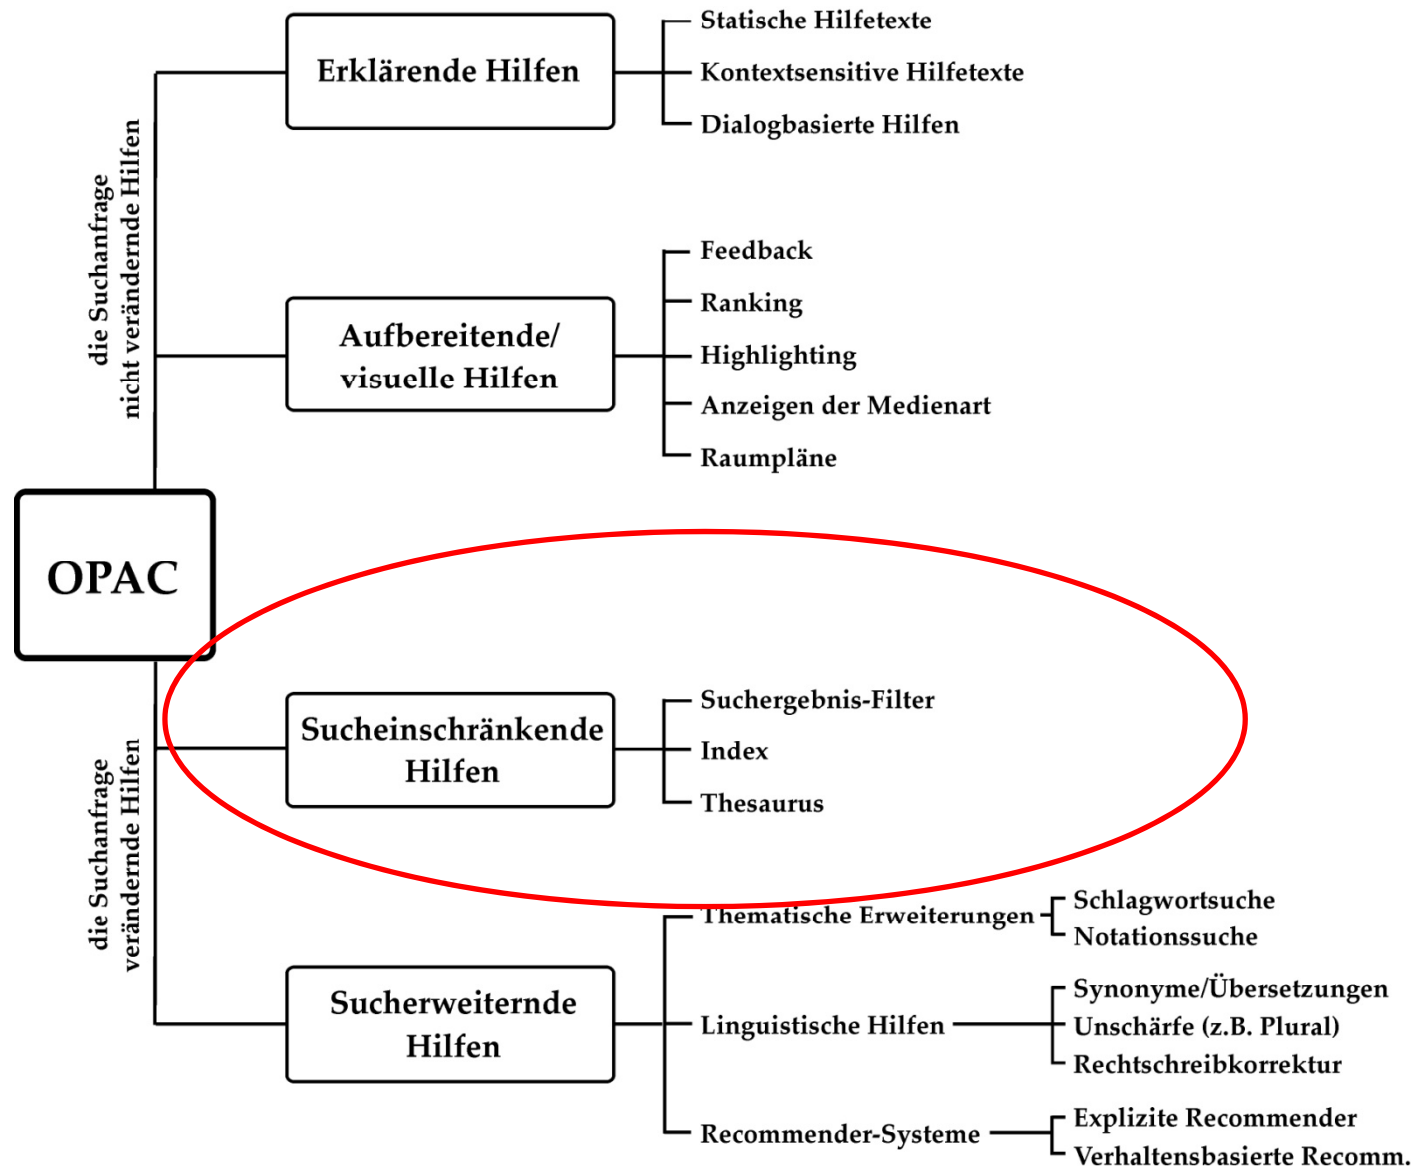 Erklärende Hilfen
Statische Hilfetexte
Kontextsensitive Hilfetexte
Dialogbasierte Hilfen
die Suchanfrage
nicht verändernde Hilfen
Aufbereitende/
visuelle Hilfen
Feedback
Ranking
Highlighting
Anzeigen der Medienart
Raumpläne
OPAC
die Suchanfrage
verändernde Hilfen
Sucheinschränkende
Hilfen
Suchergebnis-Filter
Index
Thesaurus
Sucherweiternde
Hilfen
Thematische Erweiterungen
Schlagwortsuche
Notationssuche
Linguistische Hilfen
Synonyme/Übersetzungen
Unschärfe (z.B. Plural)
Rechtschreibkorrektur
Recommender-Systeme
Explizite Recommender
Verhaltensbasierte Recomm.